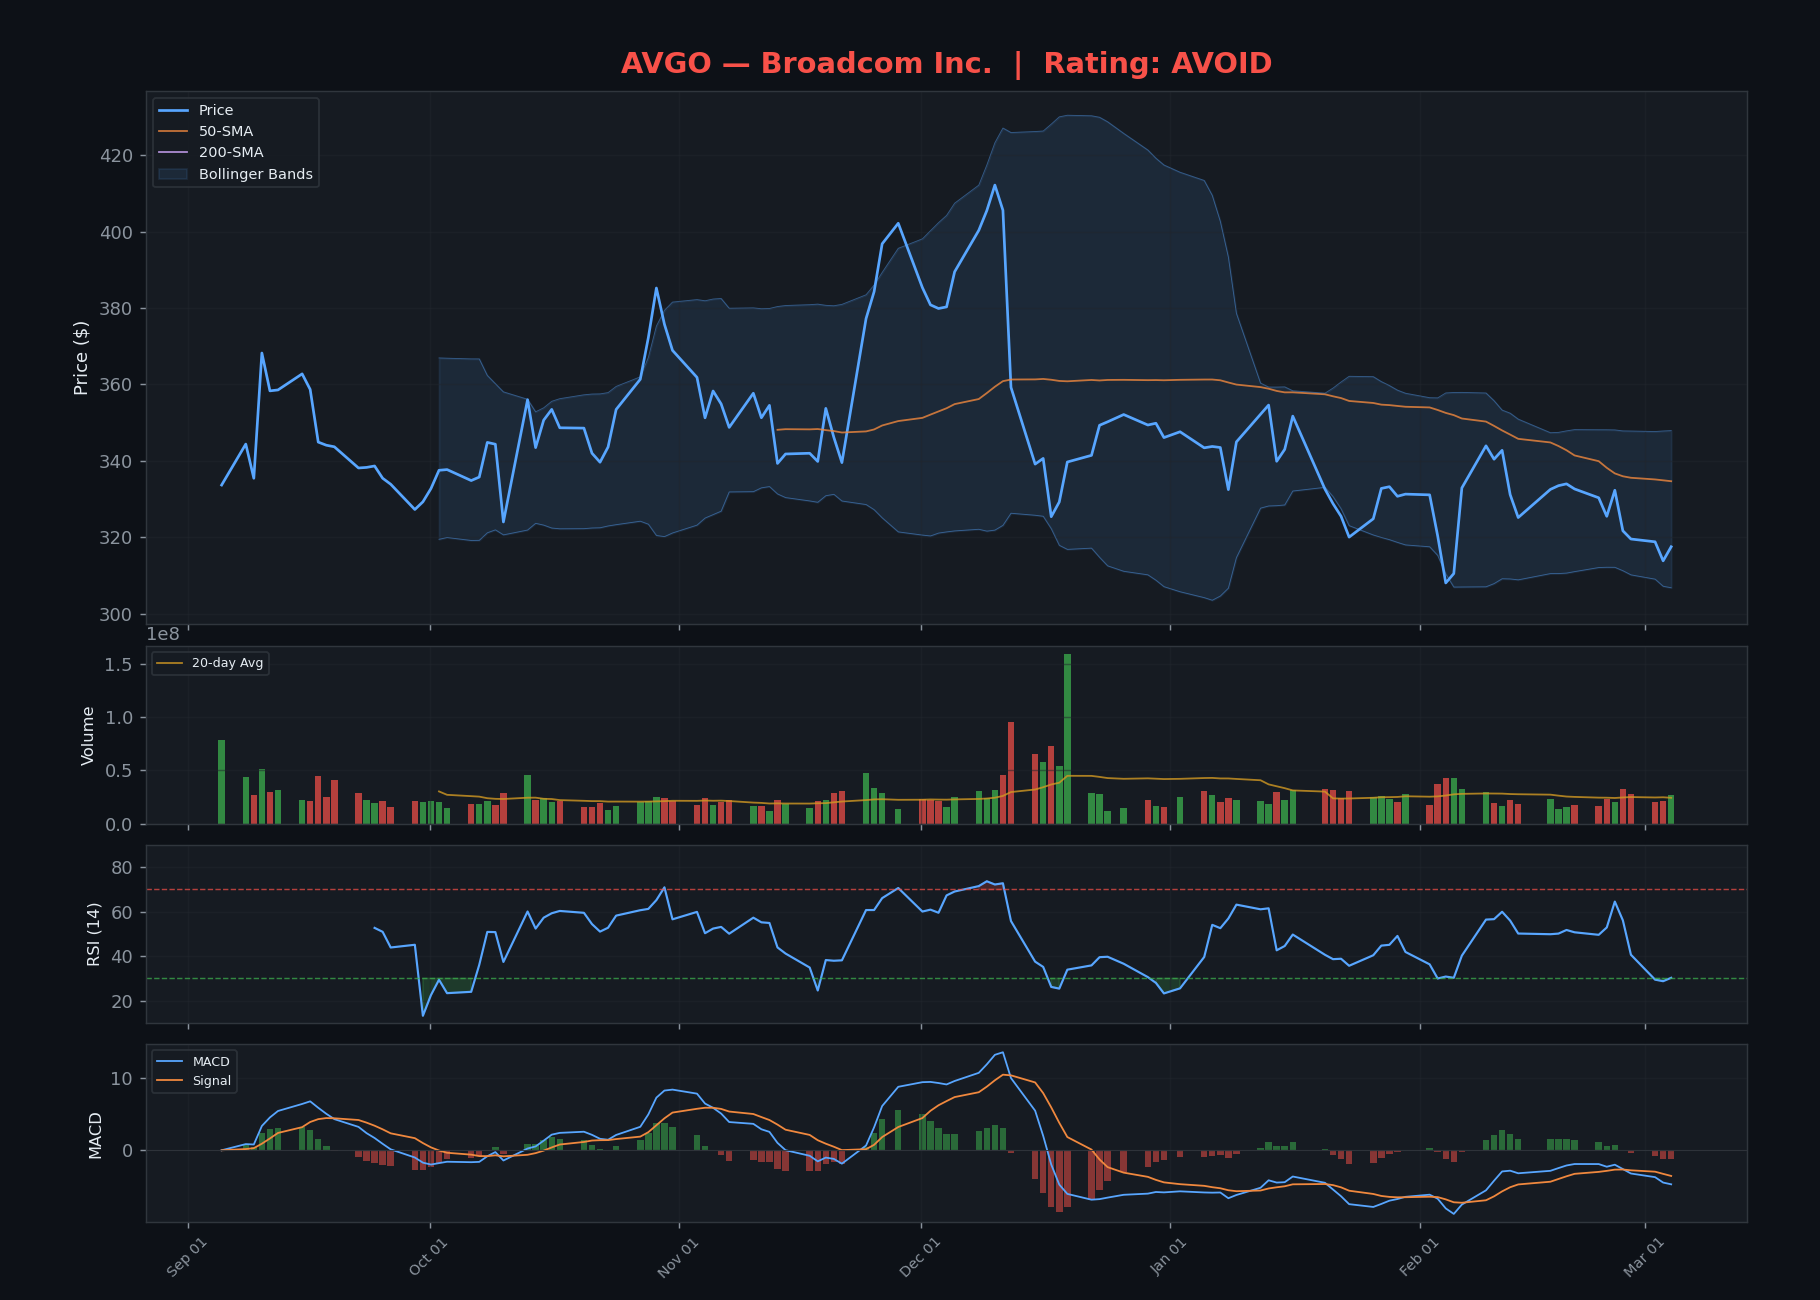 AVGO — Broadcom Inc. | Rating: AVOID
Price
50-SMA
200-SMA
Bollinger Bands
Price ($)
420
400
380
360
340
320
300
1e8
20-day Avg
Volume
1.5
1.0
0.5
0.0
RSI (14)
80
60
40
20
MACD
Signal
MACD
10
0
Sep 01
Oct 01
Nov 01
Dec 01
Jan 01
Feb 01
Mar 01